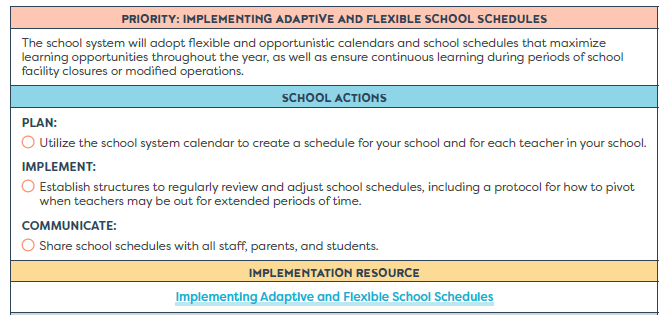 PRIORITY: IMPLEMENTING ADAPTIVE AND FLEXIBLE SCHOOL SCHEDULES
The school system will adopt flexible and opportunistic calendars and school schedules that maximize
learning opportunities throughout the year, as well as ensure continuous learning during periods of school
facility closures or modified operations.
SCHOOL ACTIONS
PLAN:
Utilize the school system calendar to create a schedule for your school and for each teacher in your school.
IMPLEMENT:
Establish structures to regularly review and adjust school schedules, including a protocol for how to pivot
when teachers may be out for extended periods of time.
COMMUNICATE:
Share school schedules with all staff, parents, and students.
IMPLEMENTATION RESOURCE
Implementing Adaptive and Flexible School Schedules